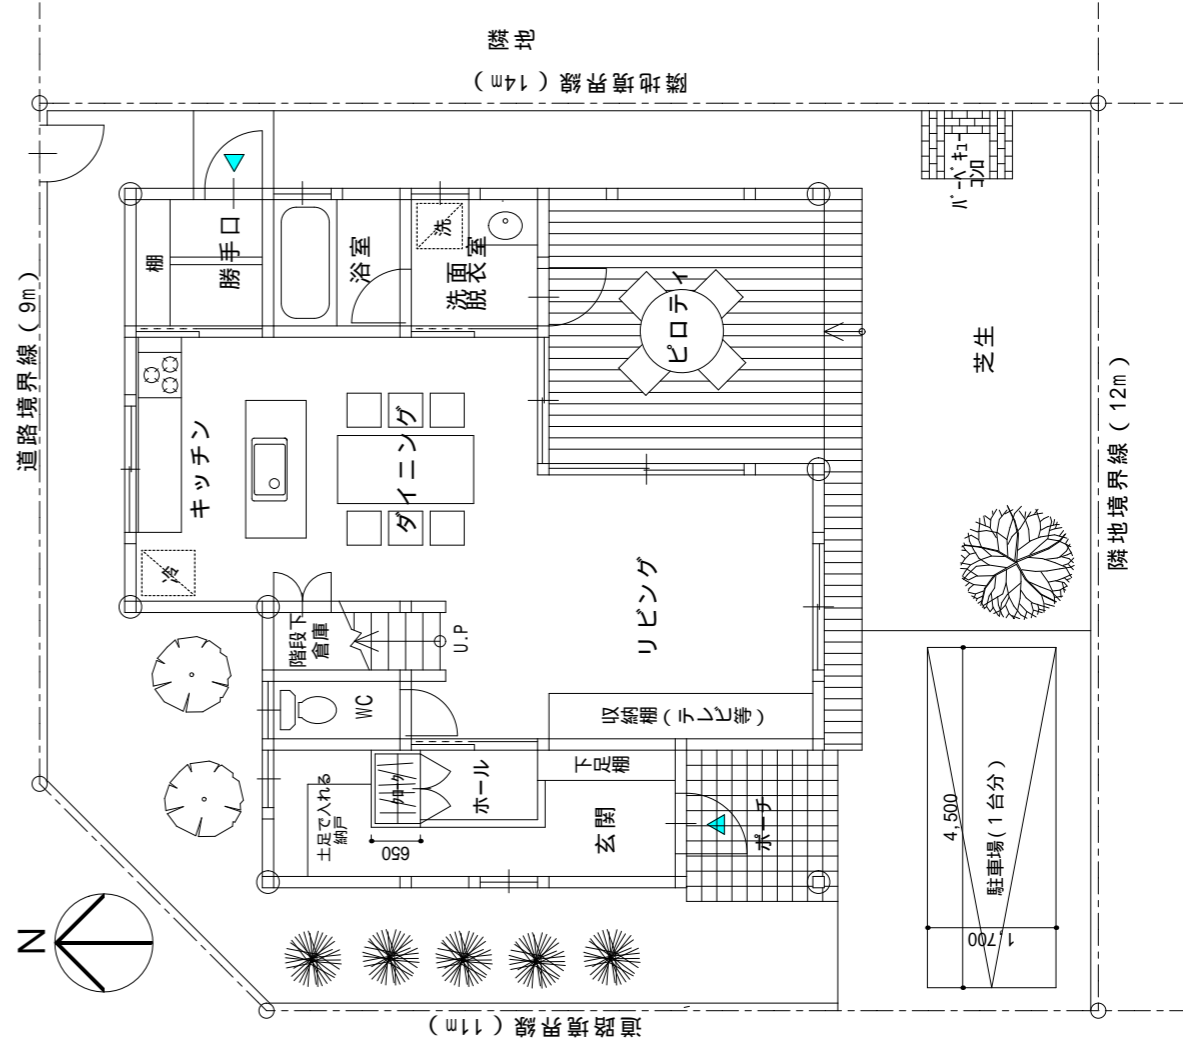 隣地
隣地境界線(14m)
道路境界線(9m)
バーベキュー
コンロ
棚
勝手口
浴室
洗
洗面
脱衣室
ピロティ
芝生
隣地境界線(12m)
キッチン
ダイニング
冷
階段下
倉庫
U.P
リビング
WC
収納棚(テレビ等)
土足で入れる
納戸
クローク
ホール
下足棚
650
玄関
ポーチ
4,500
駐車場(1台分)
1,700
N
道路境界線(11m)